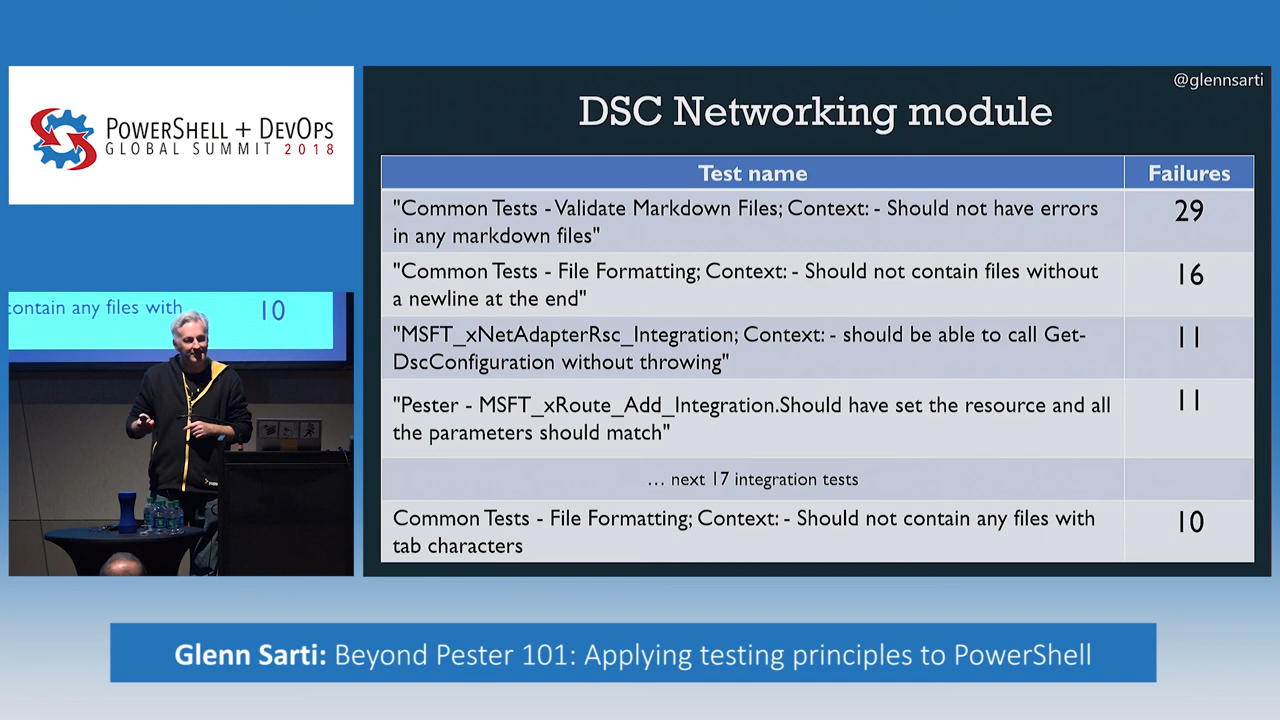 @glennsarti
POWERSHELL + DEVOPS
GLOBAL SUMMIT 2018
DSC Networking module
Test name
Failures
"Common Tests - Validate Markdown Files; Context: - Should not have errors
in any markdown files"
29
"Common Tests - File Formatting; Context: - Should not contain files without
a newline at the end"
16
"MSFT_xNetAdapterRsc_Integration; Context: - should be able to call Get-
DscConfiguration without throwing"
11
"Pester - MSFT_xRoute_Add_Integration.Should have set the resource and all
the parameters should match"
11
... next 17 integration tests
Common Tests - File Formatting; Context: - Should not contain any files with
tab characters
10
contain any files with
10
Glenn Sarti: Beyond Pester 101: Applying testing principles to PowerShell